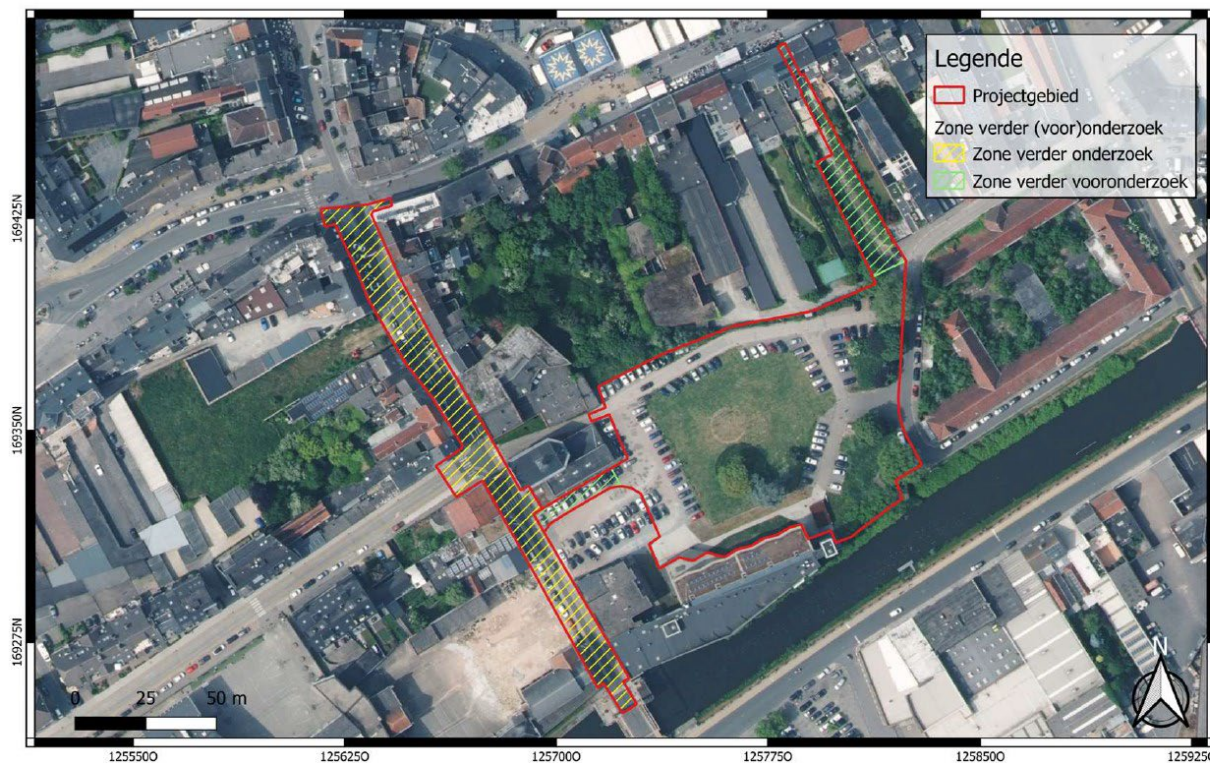 Legende
Projectgebied
Zone verder (voor)onderzoek
Zone verder onderzoek
Zone verder vooronderzoek
169425N
169350N
169275N
N
0 25 50 m
125550O
125625O
125700O
125775O
125850O
125925O